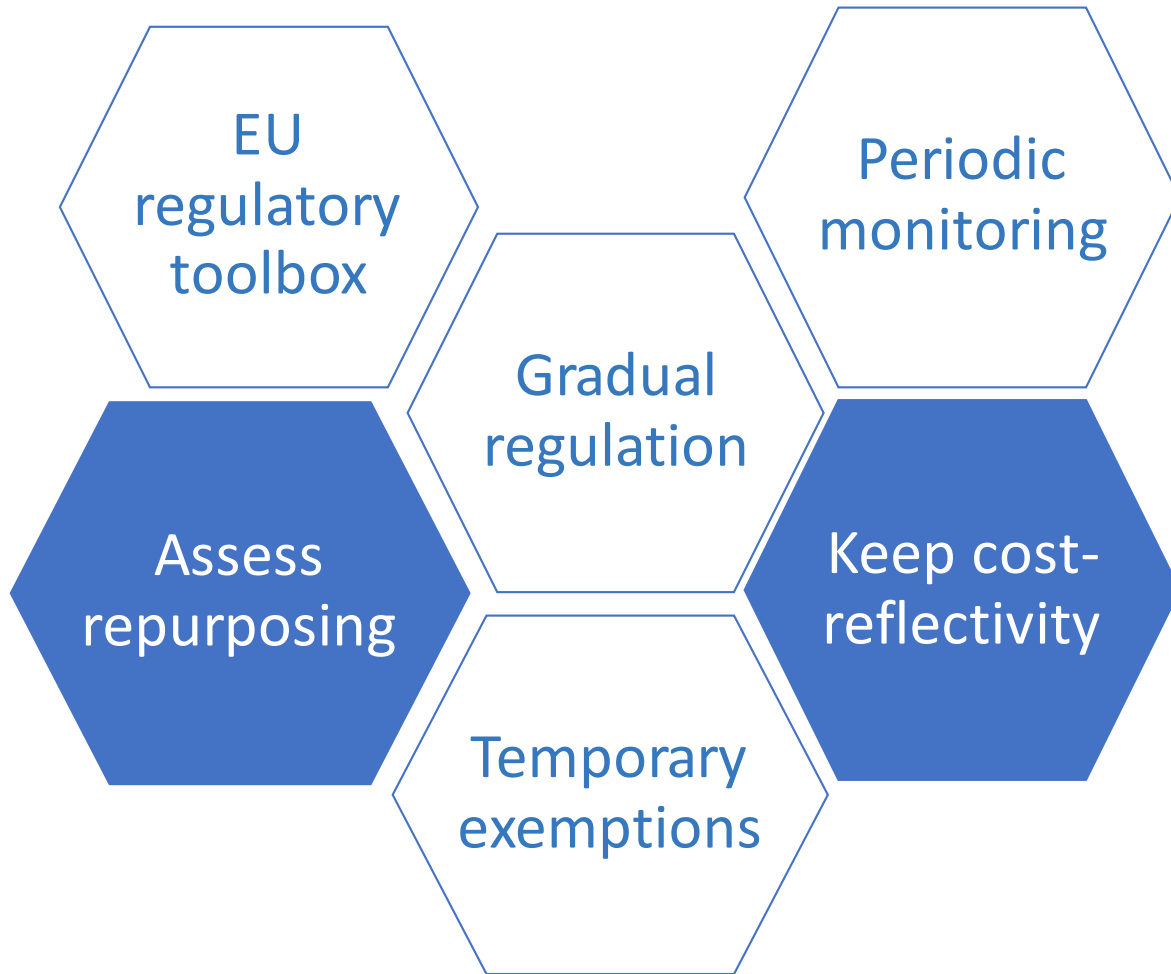 EU
regulatory
toolbox
Periodic
monitoring
Gradual
regulation
Assess
repurposing
Keep cost-
reflectivity
Temporary
exemptions